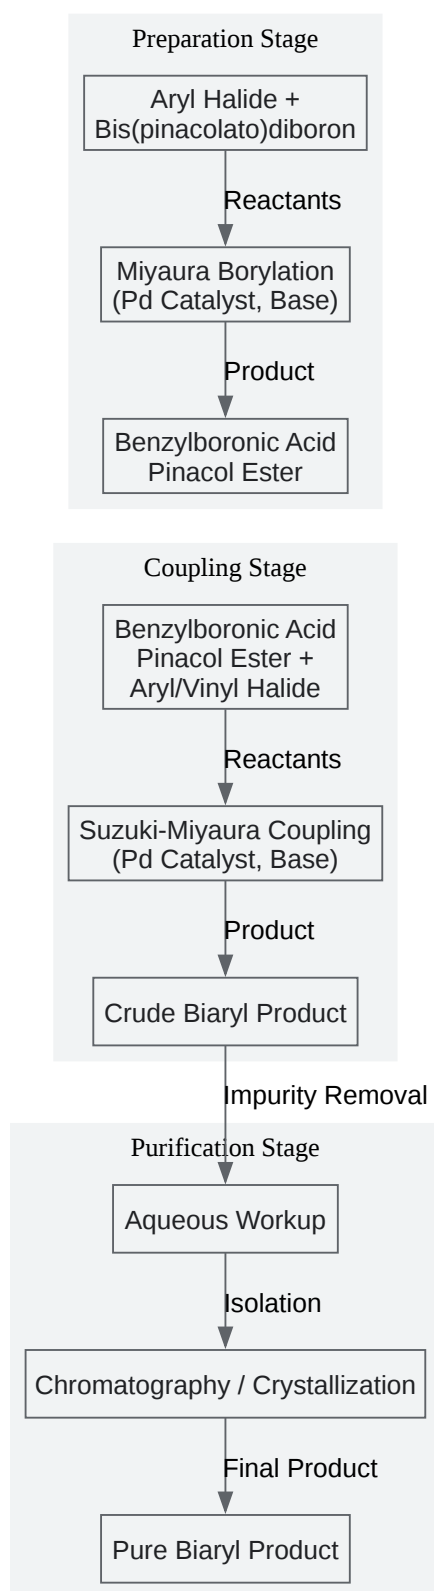 Preparation Stage
Aryl Halide +
Bis(pinacolato)diboron
Reactants
Miyaura Borylation
(Pd Catalyst, Base)
Product
Benzylboronic Acid
Pinacol Ester
Coupling Stage
Benzylboronic Acid
Pinacol Ester +
Aryl/Vinyl Halide
Reactants
Suzuki-Miyaura Coupling
(Pd Catalyst, Base)
Product
Crude Biaryl Product
Impurity Removal
Purification Stage
Aqueous Workup
Isolation
Chromatography / Crystallization
Final Product
Pure Biaryl Product